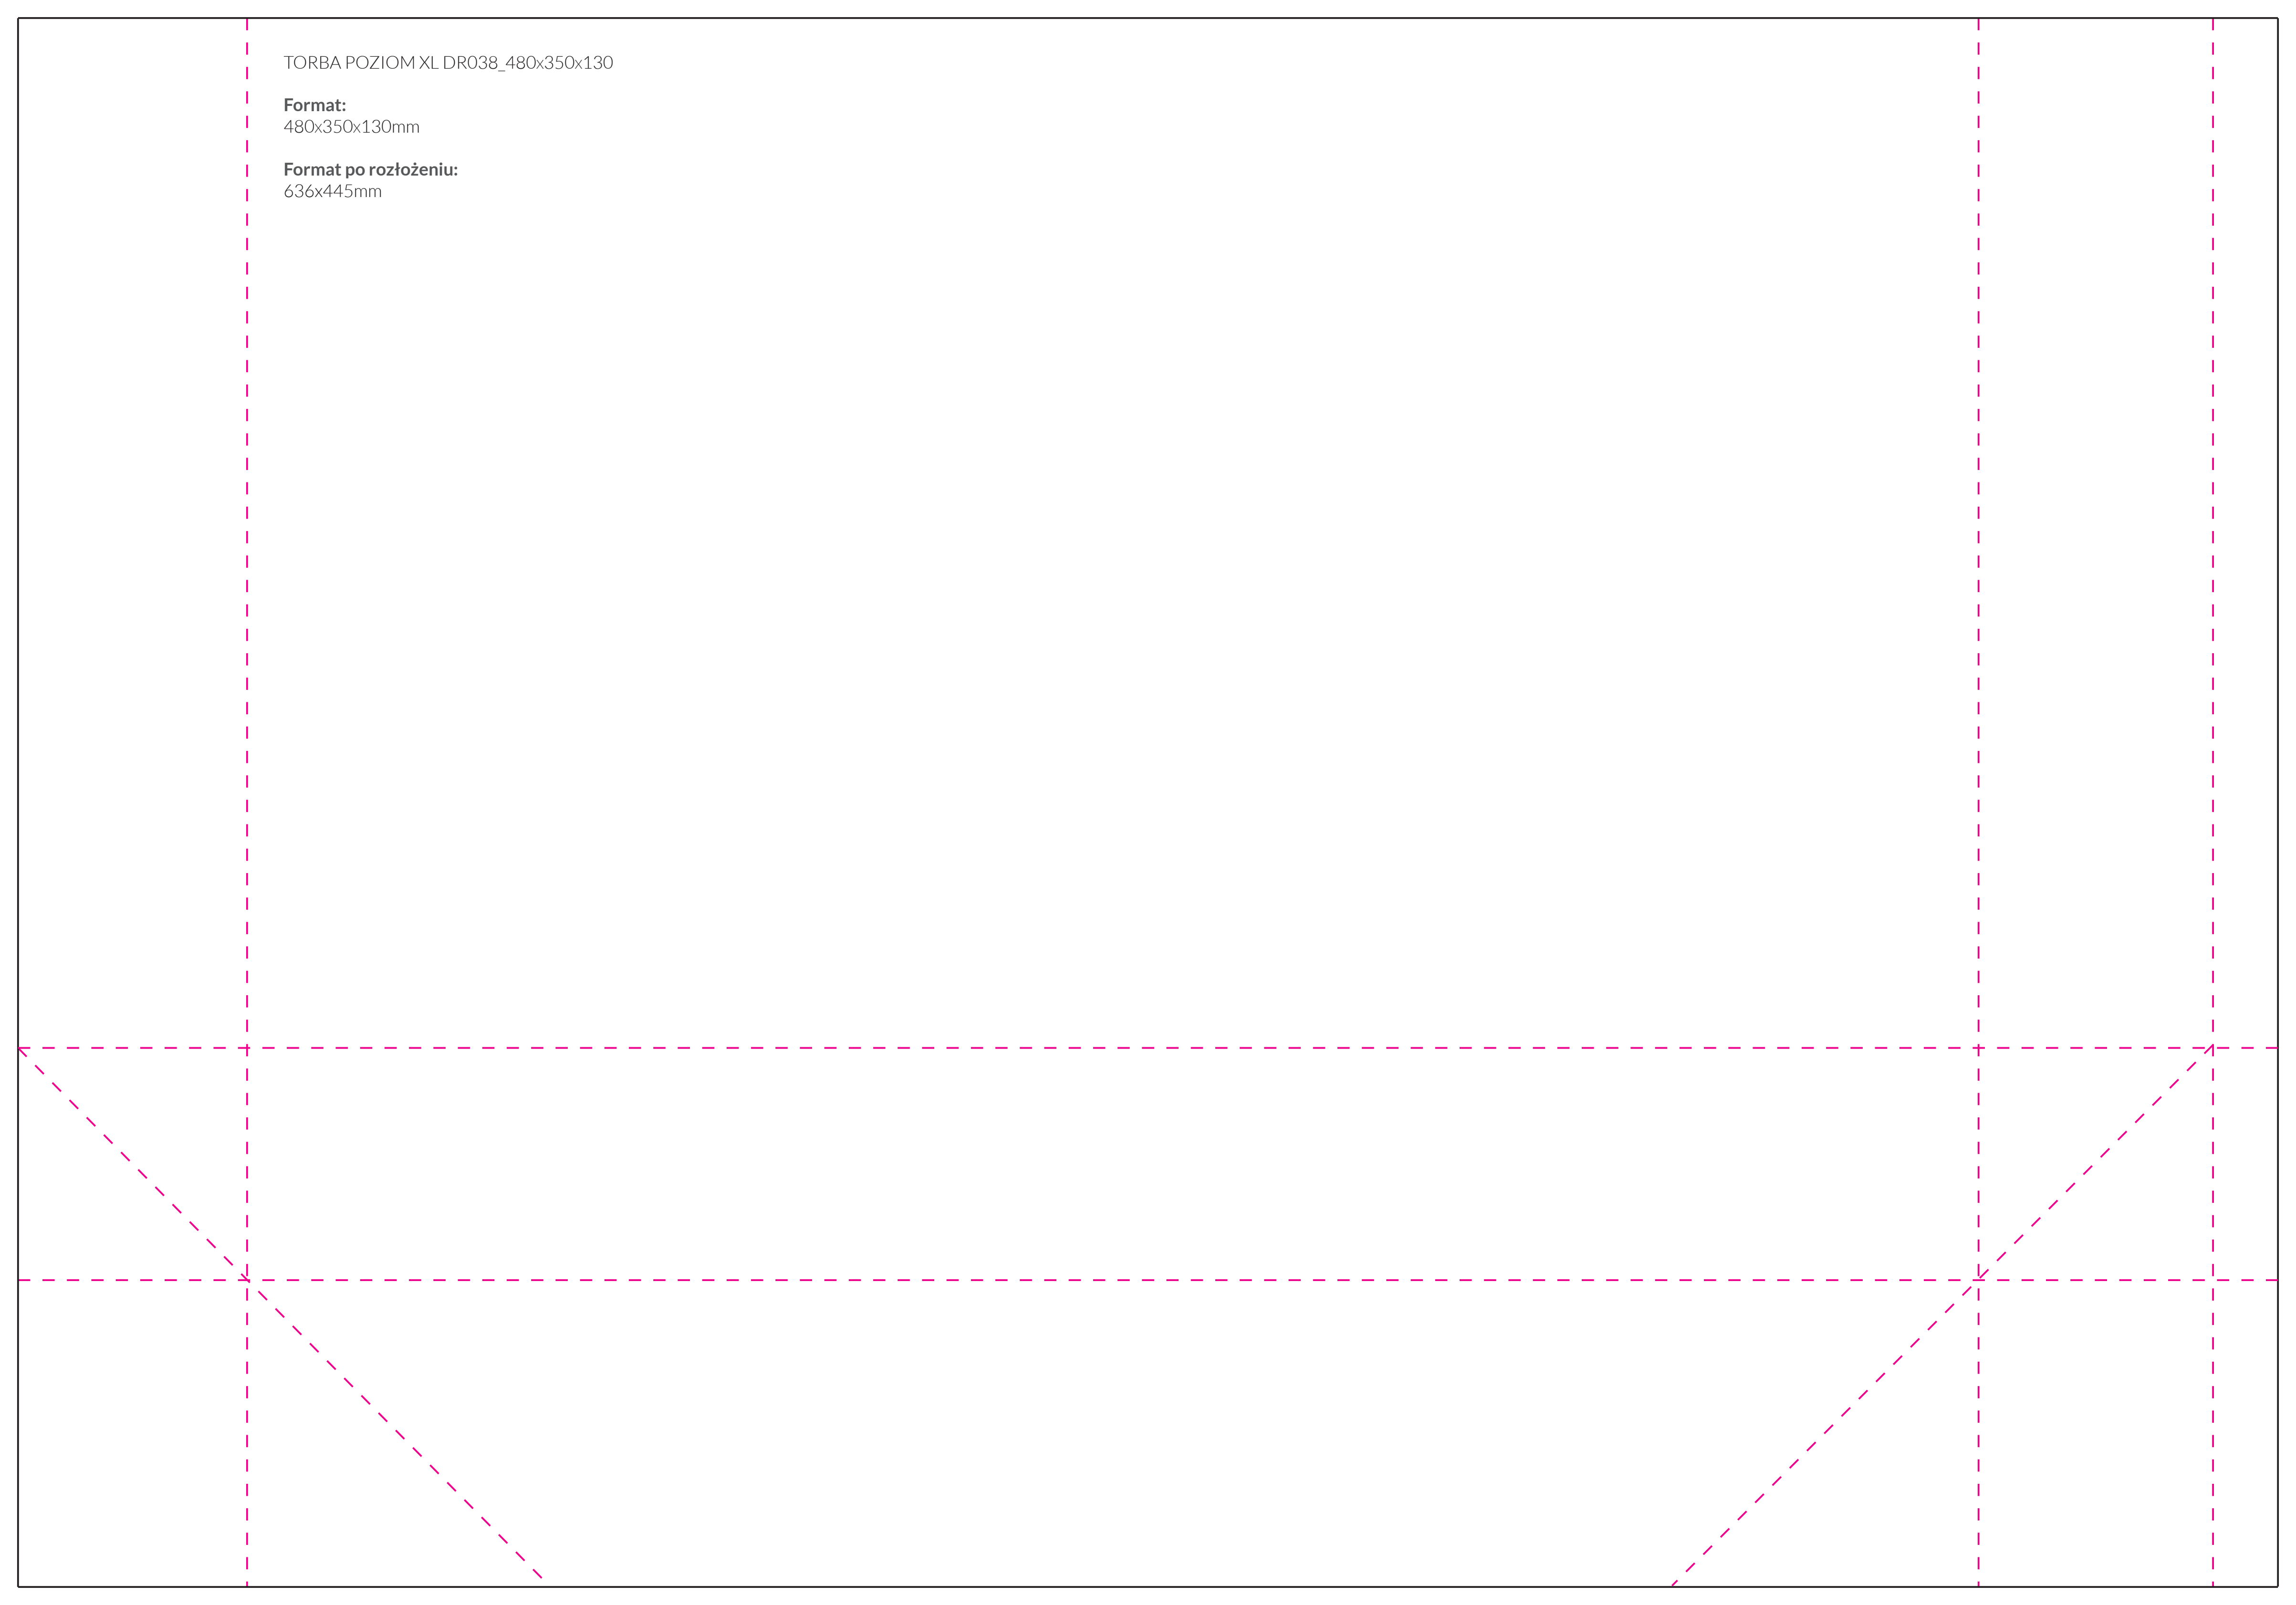 TORBA POZIOM XL DR038_480x350x130
Format:
480x350x130mm
Format po rozłożeniu:
636x445mm